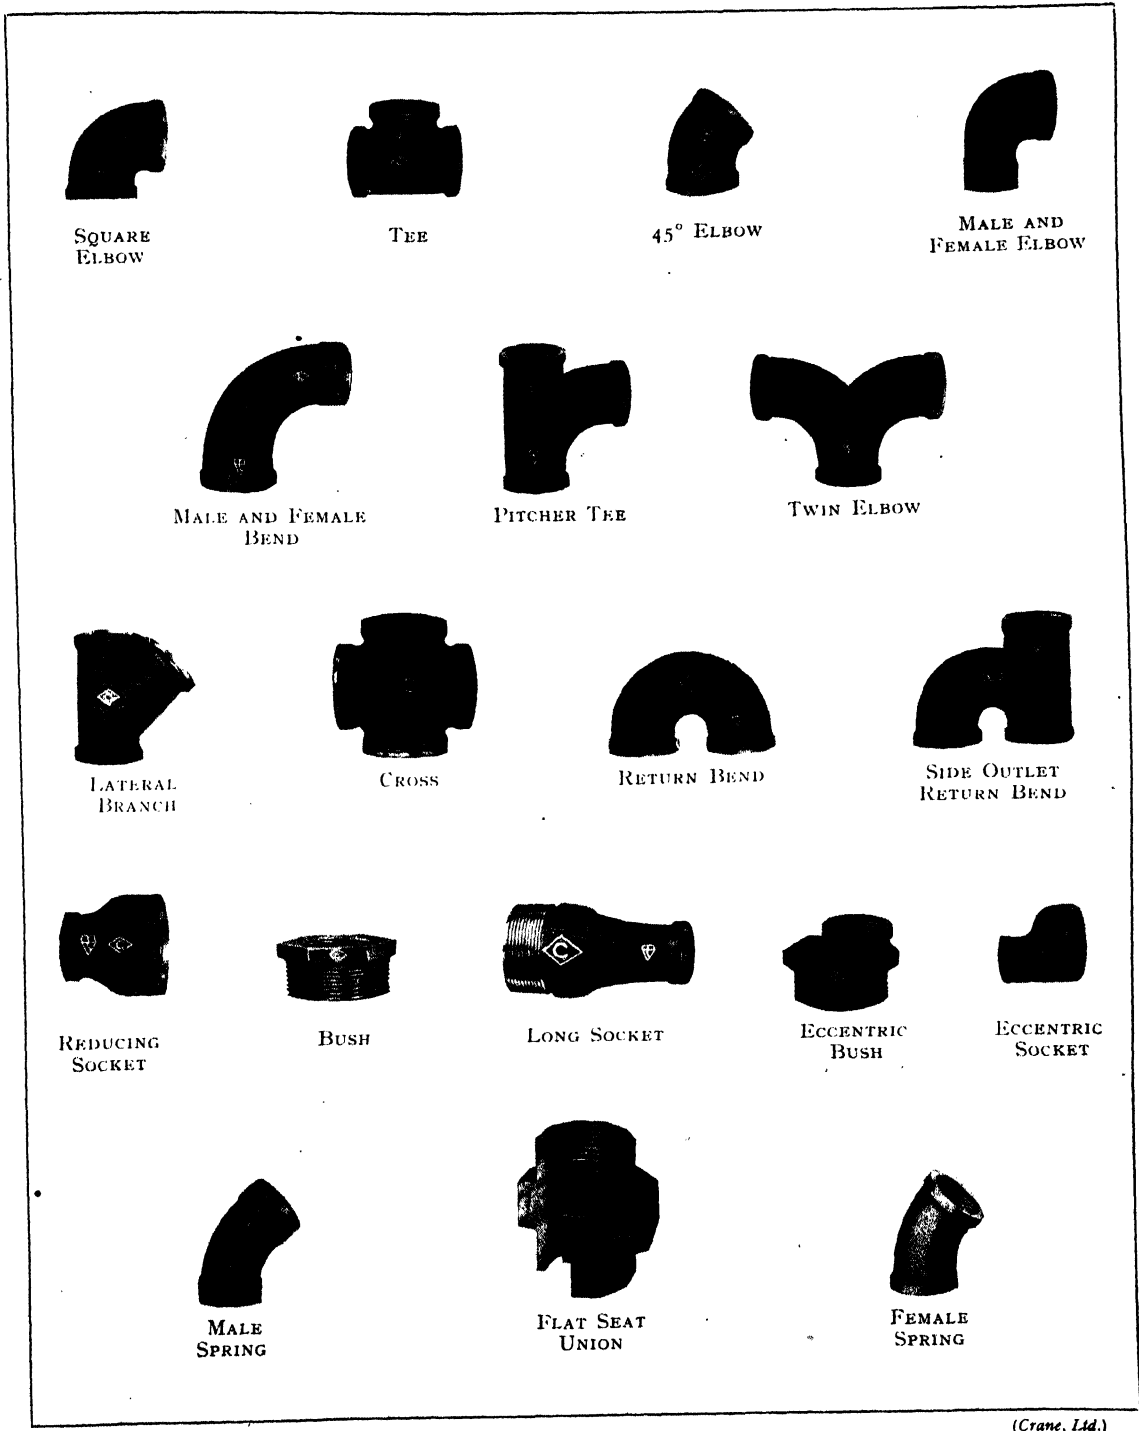 SQUARE
ELBOW
TEE
45° ELBOW
MALE AND
FEMALE ELBOW
MALE AND FEMALE
BEND
PITCHER TEE
TWIN ELBOW
LATERAL
BRANCH
CROSS
RETURN BEND
SIDE OUTLET
RETURN BEND
C
REDUCING
SOCKET
BUSH
C
LONG SOCKET
ECCENTRIC
BUSH
ECCENTRIC
SOCKET
MALE
SPRING
FLAT SEAT
UNION
FEMALE
SPRING
(Crane, Ltd.)